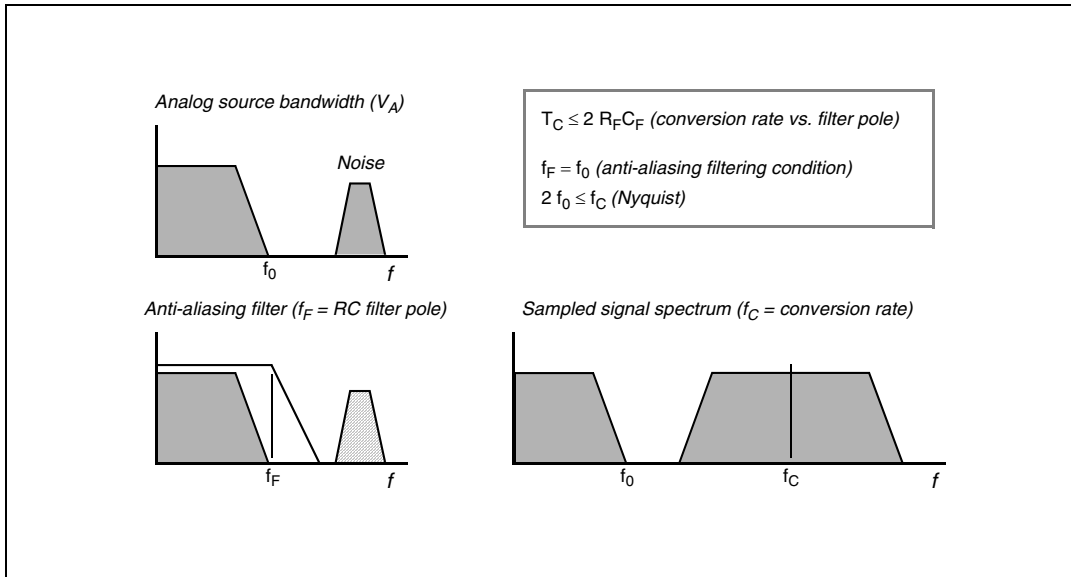 Analog source bandwidth (VA)
Noise
f0
f
TC ≤ 2 RFCF (conversion rate vs. filter pole)
fF = f0 (anti-aliasing filtering condition)
2 f0 ≤ fC (Nyquist)
Anti-aliasing filter (fF = RC filter pole)
fF
f
Sampled signal spectrum (fC = conversion rate)
f0
fC
f